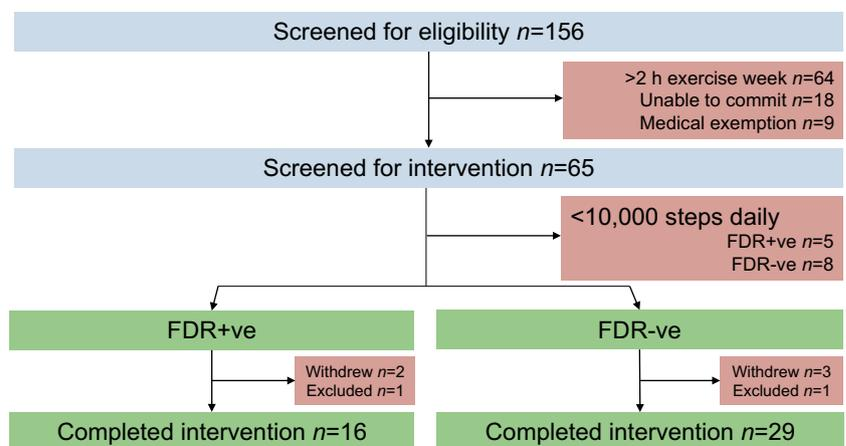 Screened for eligibility n=156
>2 h exercise week n=64
Unable to commit n=18
Medical exemption n=9
Screened for intervention n=65
<10,000 steps daily
FDR+ve n=5
FDR-ve n=8
FDR+ve
FDR-ve
Withdrew n=2
Excluded n=1
Withdrew n=3
Excluded n=1
Completed intervention n=16
Completed intervention n=29